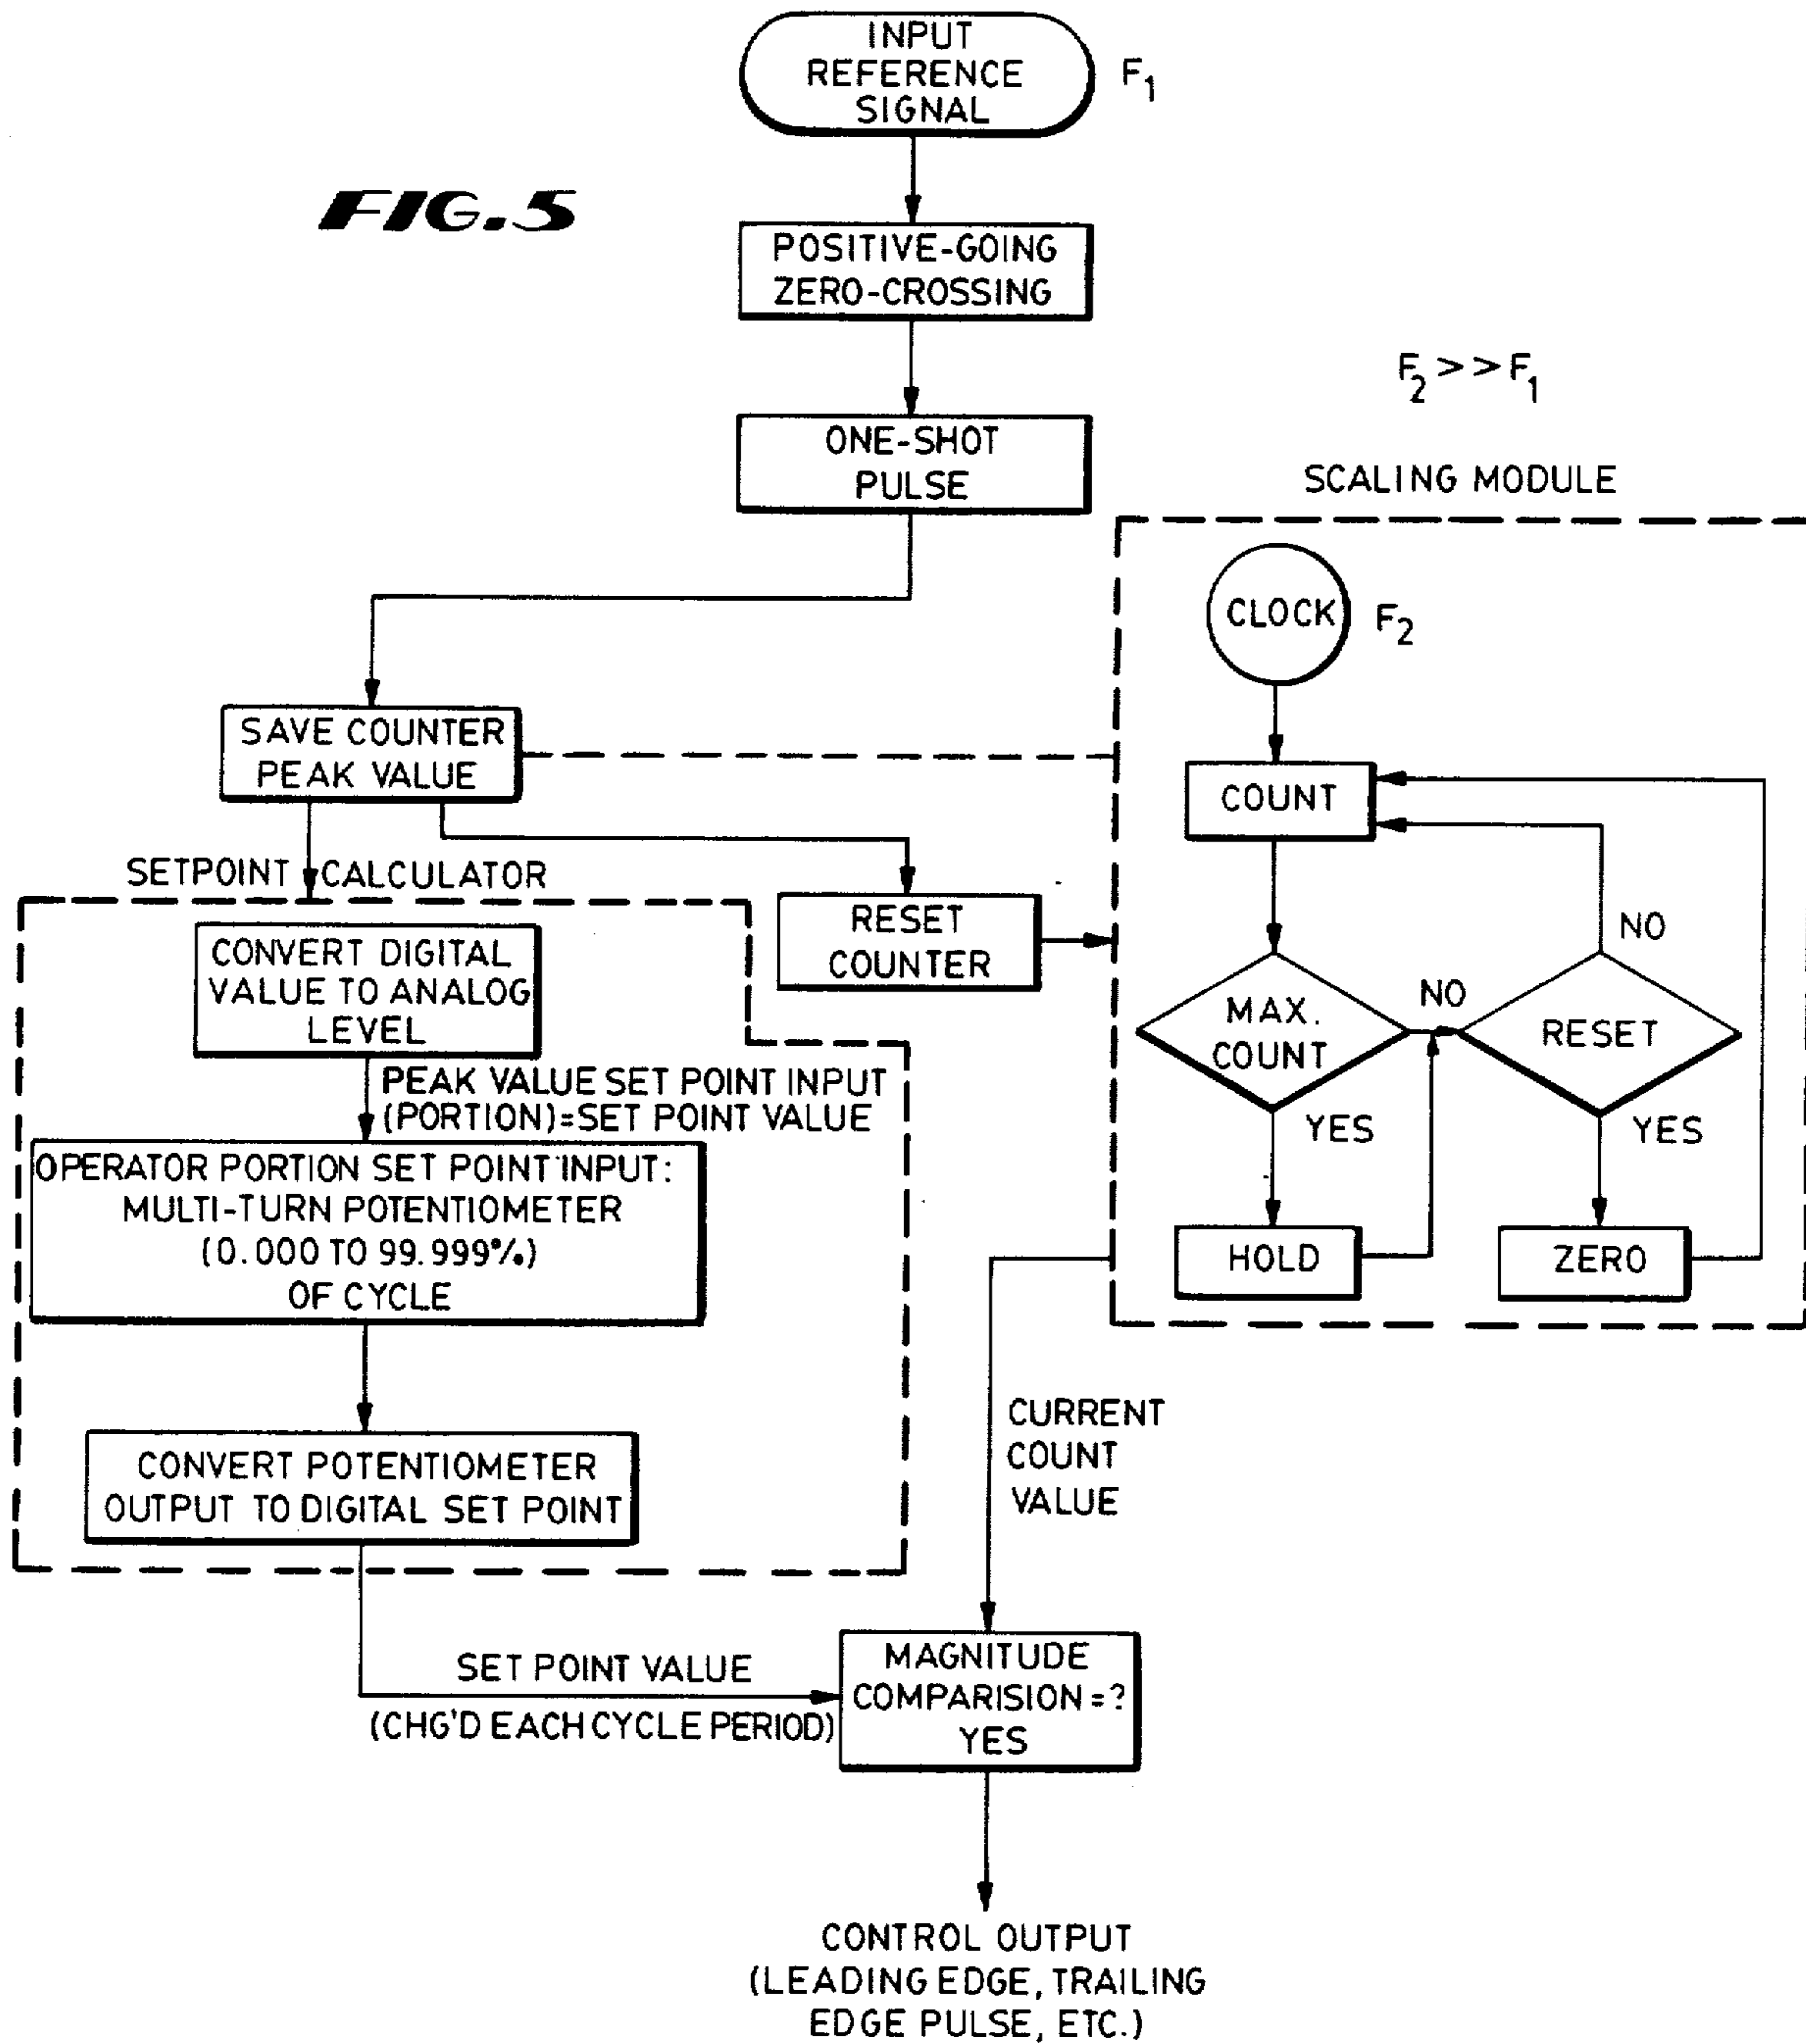 INPUT
REFERENCE
SIGNAL
F₁
FIG.5
POSITIVE-GOING
ZERO-CROSSING
F₂ >> F₁
ONE-SHOT
PULSE
SCALING MODULE
CLOCK
F₂
SAVE COUNTER
PEAK VALUE
COUNT
SETPOINT CALCULATOR
RESET
COUNTER
NO
CONVERT DIGITAL
VALUE TO ANALOG
LEVEL
MAX.
COUNT
NO
RESET
PEAK VALUE SET POINT INPUT
(PORTION)=SET POINT VALUE
YES
YES
OPERATOR PORTION SET POINT INPUT:
MULTI-TURN POTENTIOMETER
(0.000 TO 99.999%)
OF CYCLE
HOLD
ZERO
CURRENT
COUNT
VALUE
CONVERT POTENTIOMETER
OUTPUT TO DIGITAL SET POINT
SET POINT VALUE
(CHG'D EACH CYCLE PERIOD)
MAGNITUDE
COMPARISION =?
YES
CONTROL OUTPUT
(LEADING EDGE, TRAILING
EDGE PULSE, ETC.)